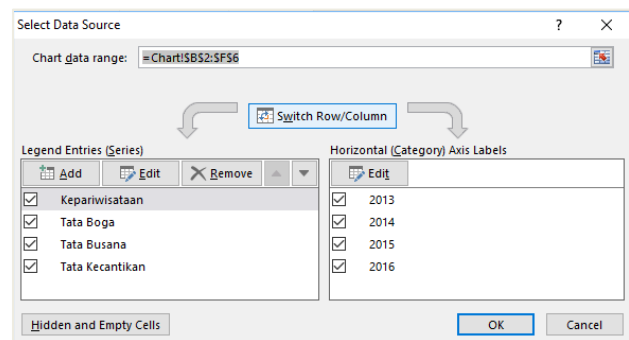 Select Data Source ? ×
Chart data range: =Chart!$B$2:$F$6
Switch Row/Column
Legend Entries (Series)
Add Edit Remove
Kepariwisataan
Tata Boga
Tata Busana
Tata Kecantikan
Horizontal (Category) Axis Labels
Edit
2013
2014
2015
2016
Hidden and Empty Cells
OK Cancel